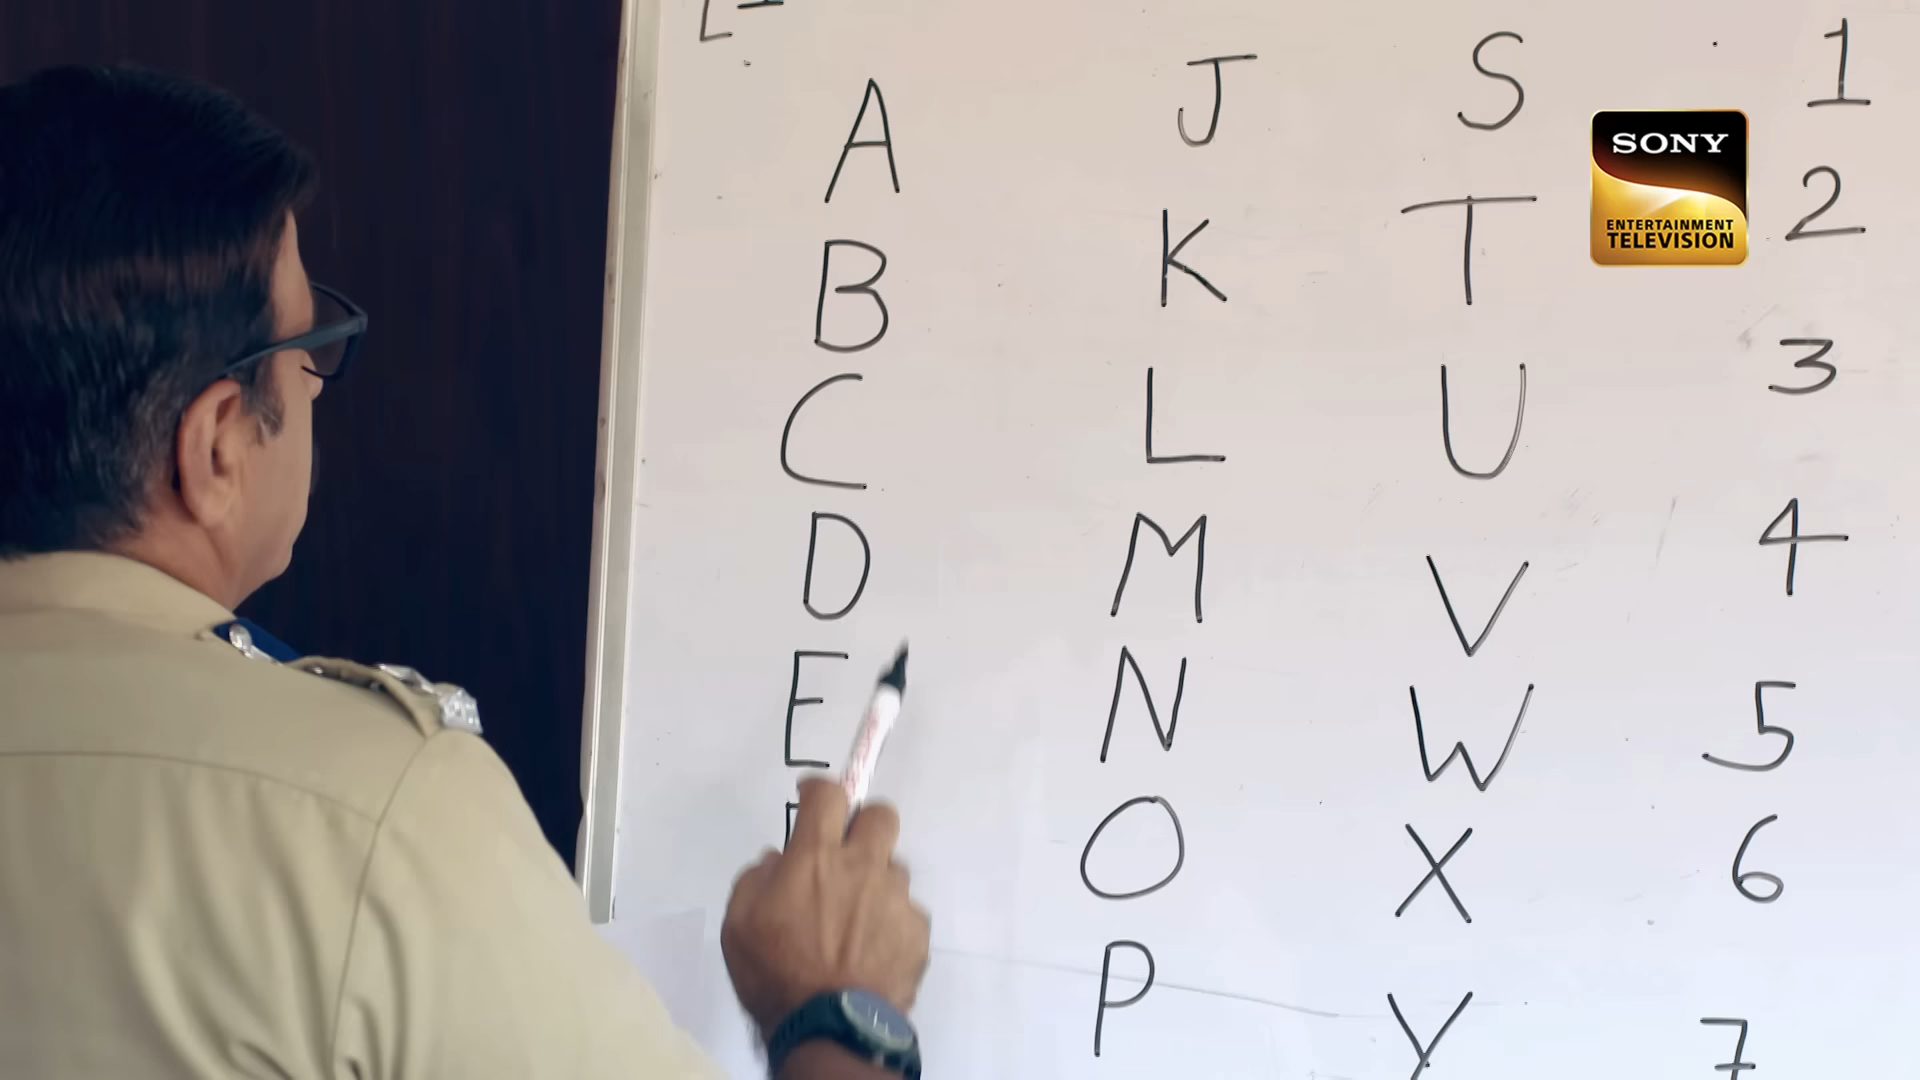 A J S 1
B K T 2
C L U 3
D M V 4
E N W 5
O X 6
P Y 7
SONY
ENTERTAINMENT
TELEVISION